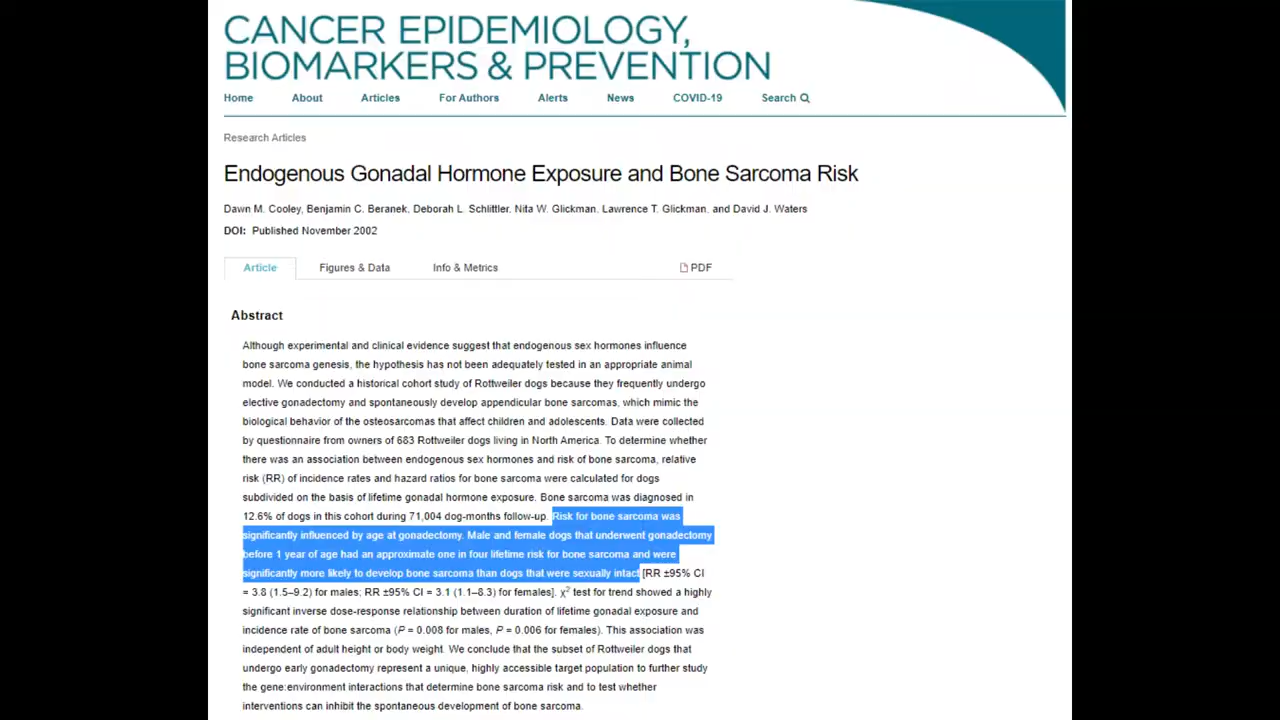 CANCER EPIDEMIOLOGY,
BIOMARKERS & PREVENTION
Home About Articles For Authors Alerts News COVID-19 Search
Research Articles
Endogenous Gonadal Hormone Exposure and Bone Sarcoma Risk
Dawn M. Cooley, Benjamin C. Beranek, Deborah L. Schlittler, Nita W. Glickman, Lawrence T. Glickman, and David J. Waters
DOI: Published November 2002
Article Figures & Data Info & Metrics PDF
Abstract
Although experimental and clinical evidence suggest that endogenous sex hormones influence
bone sarcoma genesis, the hypothesis has not been adequately tested in an appropriate animal
model. We conducted a historical cohort study of Rottweiler dogs because they frequently undergo
elective gonadectomy and spontaneously develop appendicular bone sarcomas, which mimic the
biological behavior of the osteosarcomas that affect children and adolescents. Data were collected
by questionnaire from owners of 683 Rottweiler dogs living in North America. To determine whether
there was an association between endogenous sex hormones and risk of bone sarcoma, relative
risk (RR) of incidence rates and hazard ratios for bone sarcoma were calculated for dogs
subdivided on the basis of lifetime gonadal hormone exposure. Bone sarcoma was diagnosed in
12.6% of dogs in this cohort during 71,004 dog-months follow-up. Risk for bone sarcoma was
significantly influenced by age at gonadectomy. Male and female dogs that underwent gonadectomy
before 1 year of age had an approximate one in four lifetime risk for bone sarcoma and were
significantly more likely to develop bone sarcoma than dogs that were sexually intact [RR ±95% CI
= 3.8 (1.5–9.2) for males; RR ±95% CI = 3.1 (1.1–8.3) for females]. χ² test for trend showed a highly
significant inverse dose-response relationship between duration of lifetime gonadal exposure and
incidence rate of bone sarcoma (P = 0.008 for males, P = 0.006 for females). This association was
independent of adult height or body weight. We conclude that the subset of Rottweiler dogs that
undergo early gonadectomy represent a unique, highly accessible target population to further study
the gene:environment interactions that determine bone sarcoma risk and to test whether
interventions can inhibit the spontaneous development of bone sarcoma.